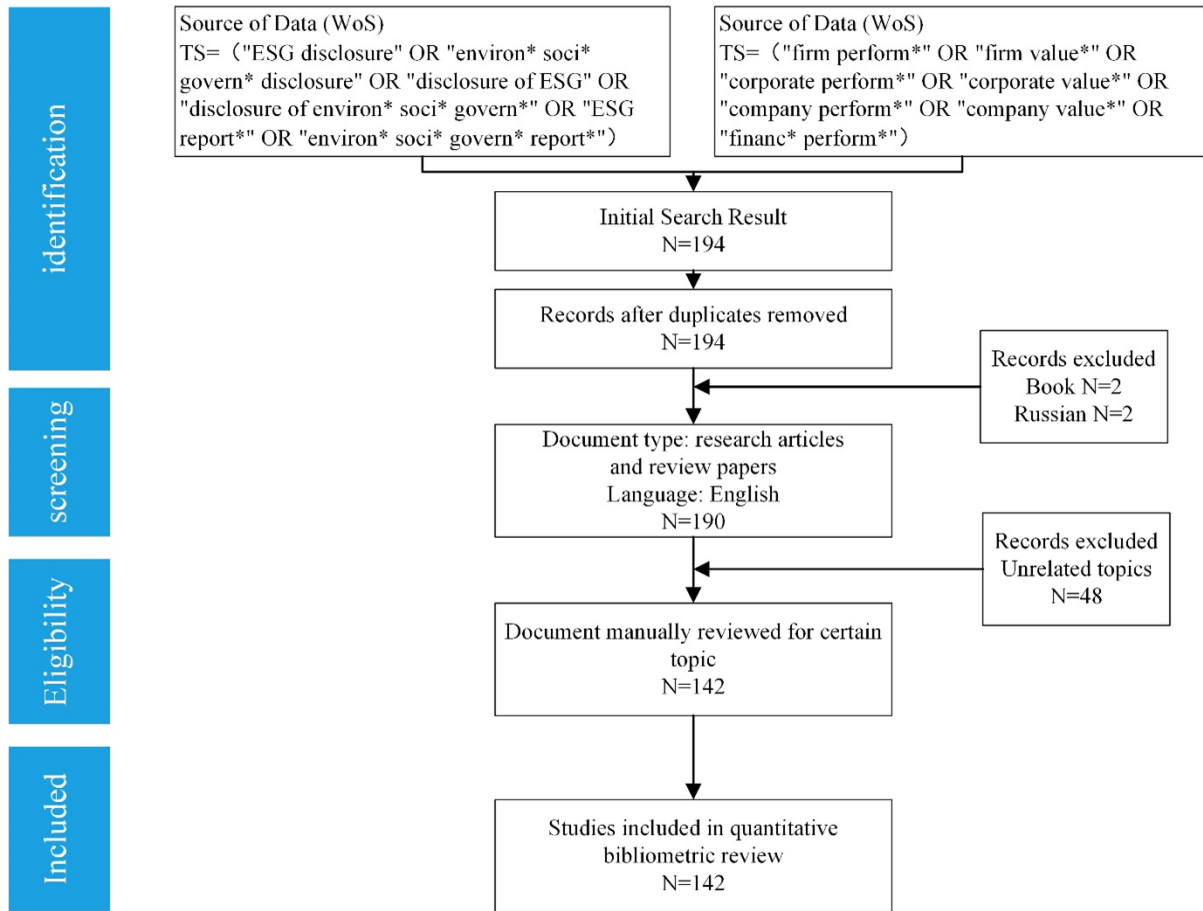 identification
Source of Data (WoS)
TS=（"ESG disclosure" OR "environ* soci*
govern* disclosure" OR "disclosure of ESG" OR
"disclosure of environ* soci* govern*" OR "ESG
report*" OR "environ* soci* govern* report*"）
Source of Data (WoS)
TS=（"firm perform*" OR "firm value*" OR
"corporate perform*" OR "corporate value*" OR
"company perform*" OR "company value*" OR
"financ* perform*"）
Initial Search Result
N=194
Records after duplicates removed
N=194
Records excluded
Book N=2
Russian N=2
screening
Document type: research articles
and review papers
Language: English
N=190
Records excluded
Unrelated topics
N=48
Eligibility
Document manually reviewed for certain
topic
N=142
Included
Studies included in quantitative
bibliometric review
N=142